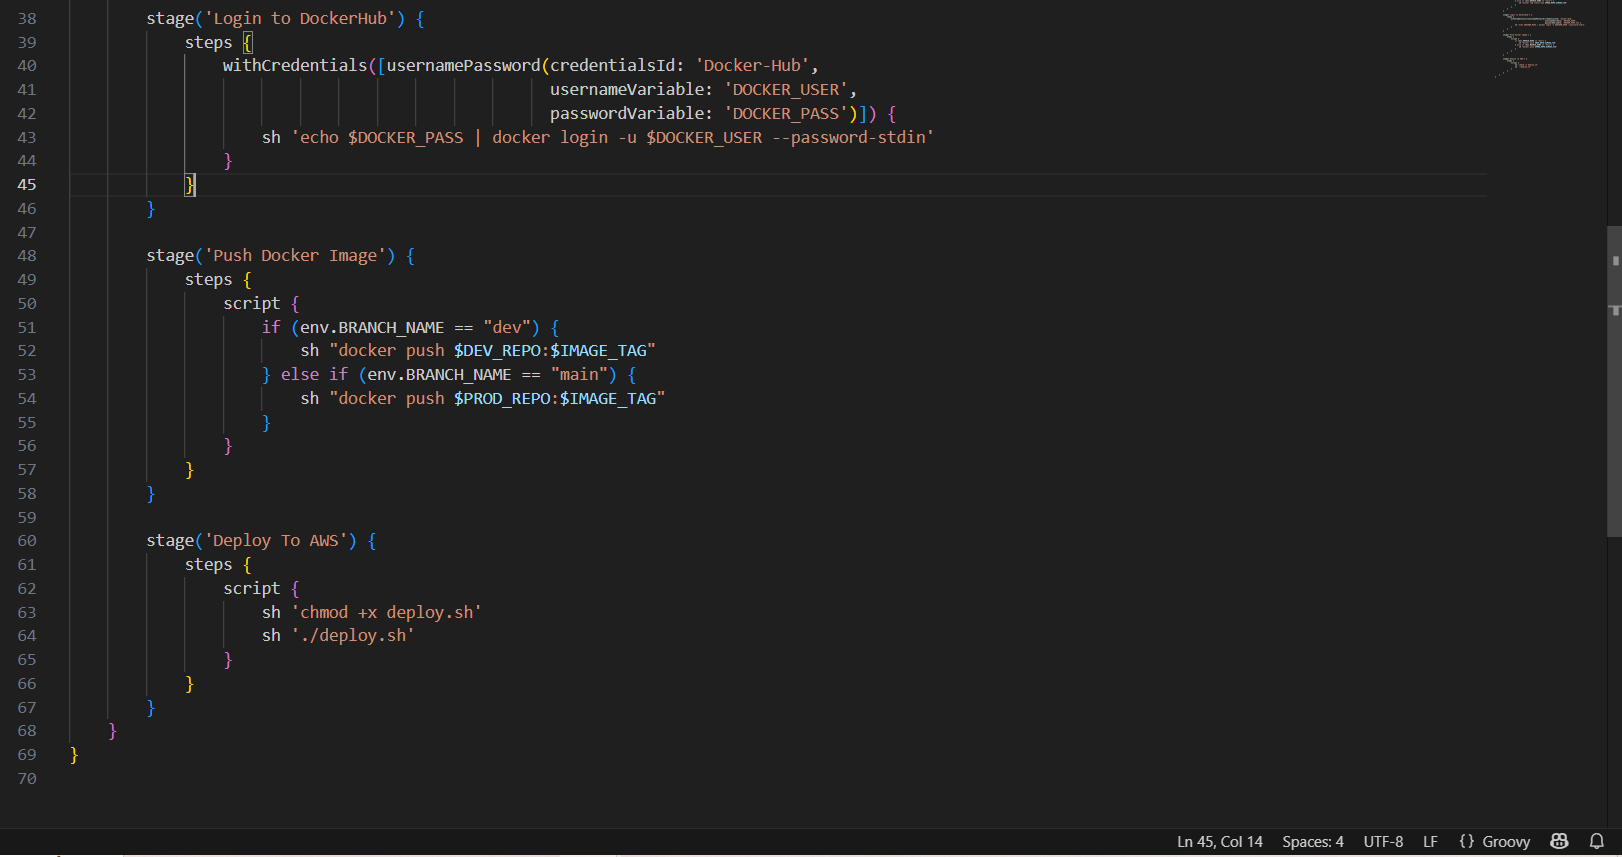 38 stage('Login to DockerHub') {
39 steps {
40 withCredentials([usernamePassword(credentialsId: 'Docker-Hub',
41 usernameVariable: 'DOCKER_USER',
42 passwordVariable: 'DOCKER_PASS')]) {
43 sh 'echo $DOCKER_PASS | docker login -u $DOCKER_USER --password-stdin'
44 }
45 }
46 }
47
48 stage('Push Docker Image') {
49 steps {
50 script {
51 if (env.BRANCH_NAME == "dev") {
52 sh "docker push $DEV_REPO:$IMAGE_TAG"
53 } else if (env.BRANCH_NAME == "main") {
54 sh "docker push $PROD_REPO:$IMAGE_TAG"
55 }
56 }
57 }
58 }
59
60 stage('Deploy To AWS') {
61 steps {
62 script {
63 sh 'chmod +x deploy.sh'
64 sh './deploy.sh'
65 }
66 }
67 }
68 }
69 }
70
Ln 45, Col 14 Spaces: 4 UTF-8 LF {} Groovy